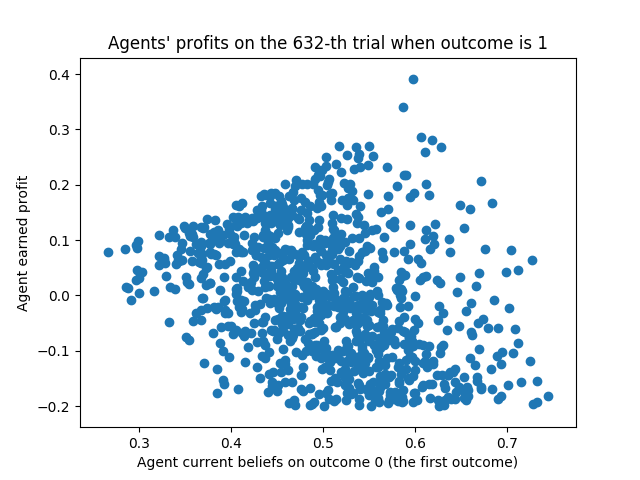 Agents' profits on the 632-th trial when outcome is 1
0.4
0.3
0.2
0.1
0.0
−0.1
−0.2
Agent earned profit
0.3 0.4 0.5 0.6 0.7
Agent current beliefs on outcome 0 (the first outcome)